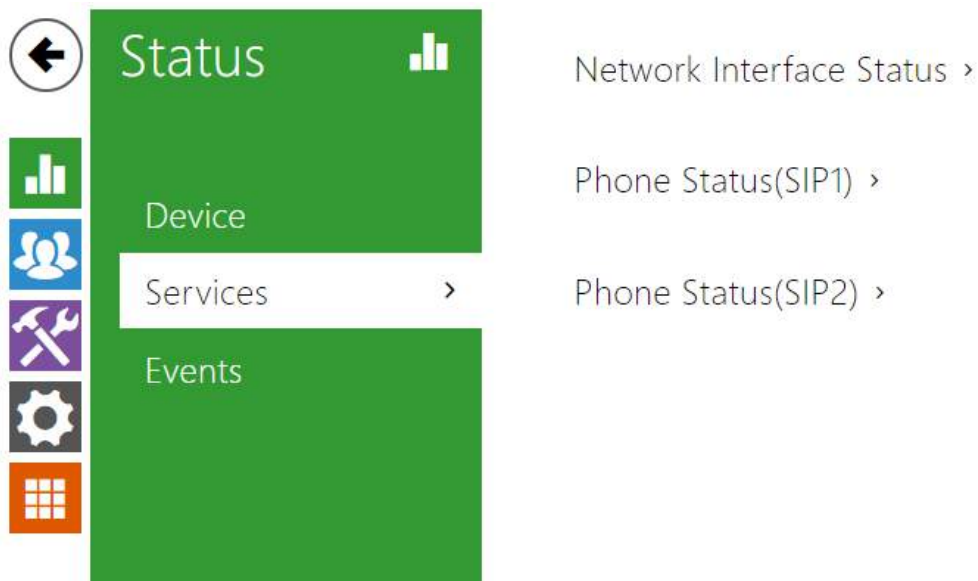 Status
Device
Services
Events
Network Interface Status
Phone Status(SIP1)
Phone Status(SIP2)